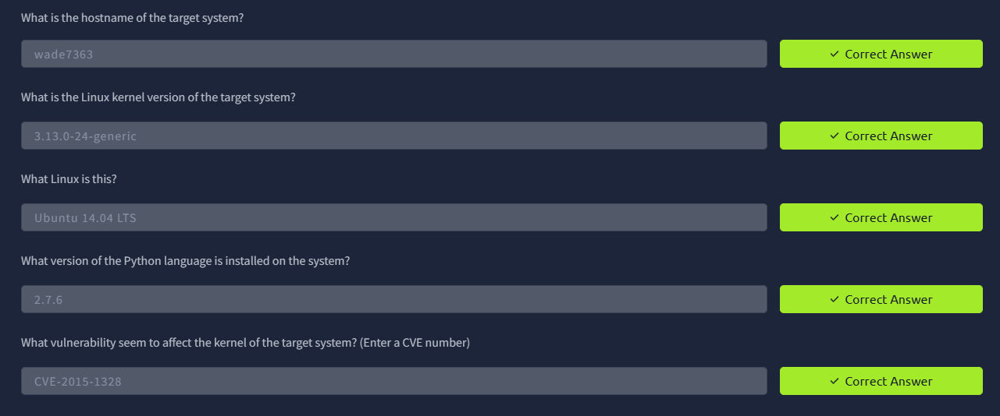 What is the hostname of the target system?
wade7363
✓ Correct Answer
What is the Linux kernel version of the target system?
3.13.0-24-generic
✓ Correct Answer
What Linux is this?
Ubuntu 14.04 LTS
✓ Correct Answer
What version of the Python language is installed on the system?
2.7.6
✓ Correct Answer
What vulnerability seem to affect the kernel of the target system? (Enter a CVE number)
CVE-2015-1328
✓ Correct Answer